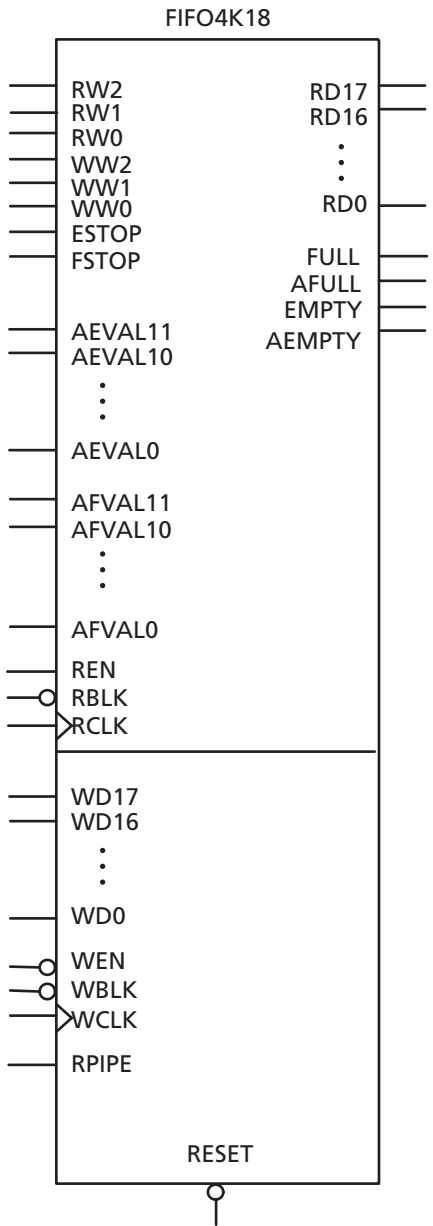 FIFO4K18
RW2
RW1
RW0
WW2
WW1
WW0
ESTOP
FSTOP
AEVAL11
AEVAL10
AEVAL0
AFVAL11
AFVAL10
AFVAL0
REN
RBLK
RCLK
WD17
WD16
WD0
WEN
WBLK
WCLK
RPIPE
RD17
RD16
RD0
FULL
AFULL
EMPTY
AEMPTY
RESET